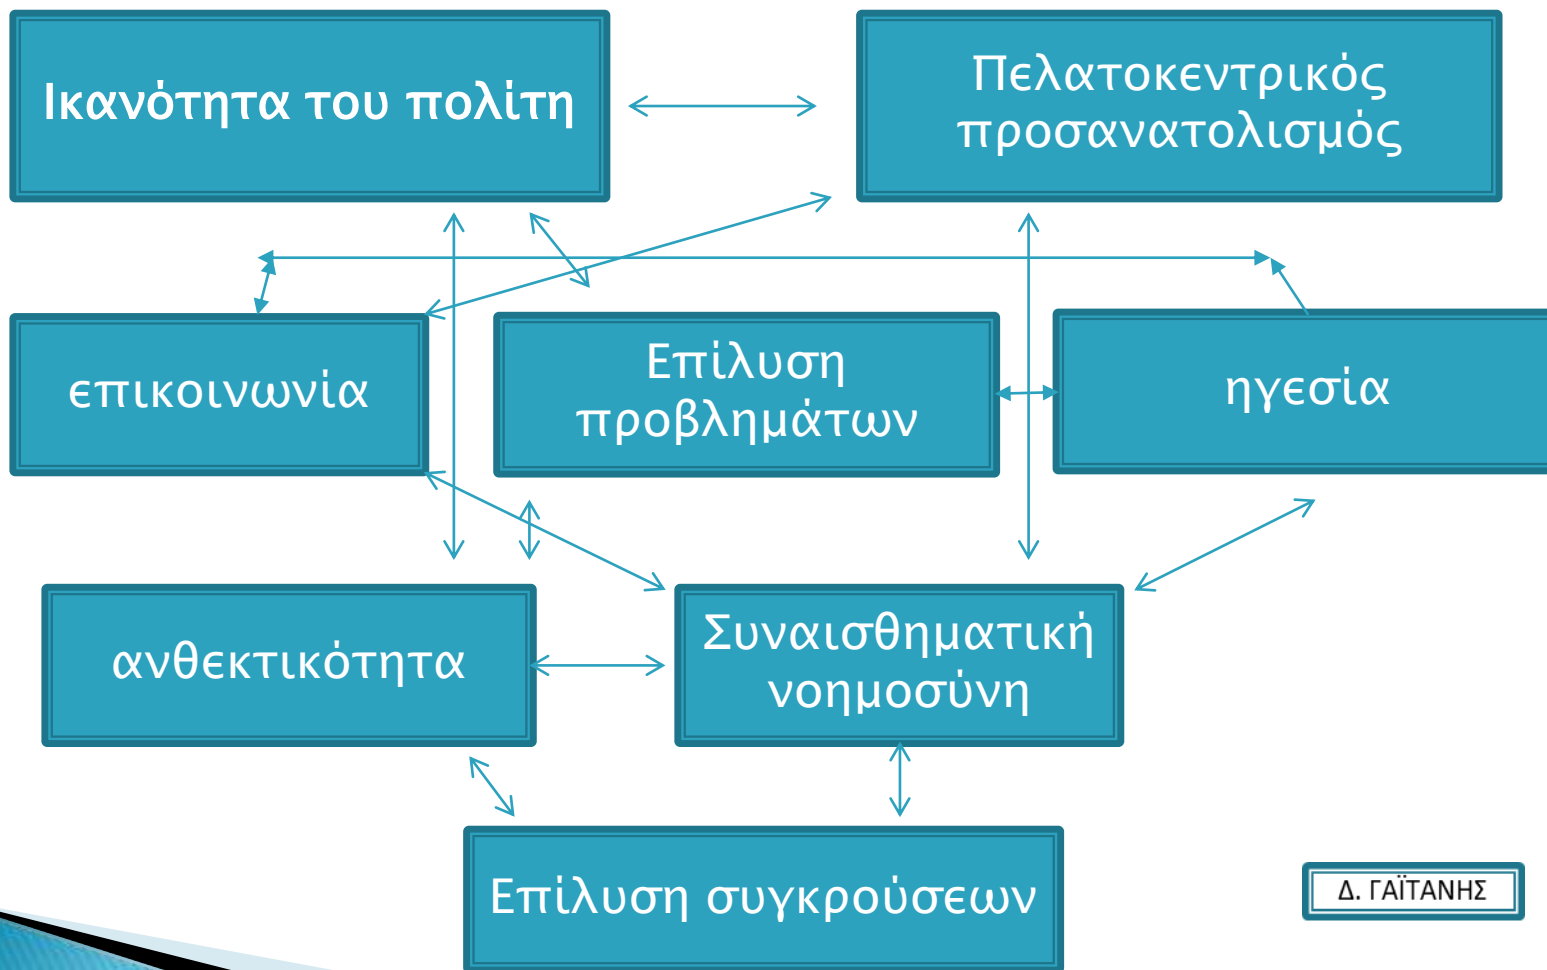 Ικανότητα του πολίτη
Πελατοκεντρικός
προσανατολισμός
επικοινωνία
Επίλυση
προβλημάτων
ηγεσία
ανθεκτικότητα
Συναισθηματική
νοημοσύνη
Επίλυση συγκρούσεων
Δ. ΓΑΪΤΑΝΗΣ